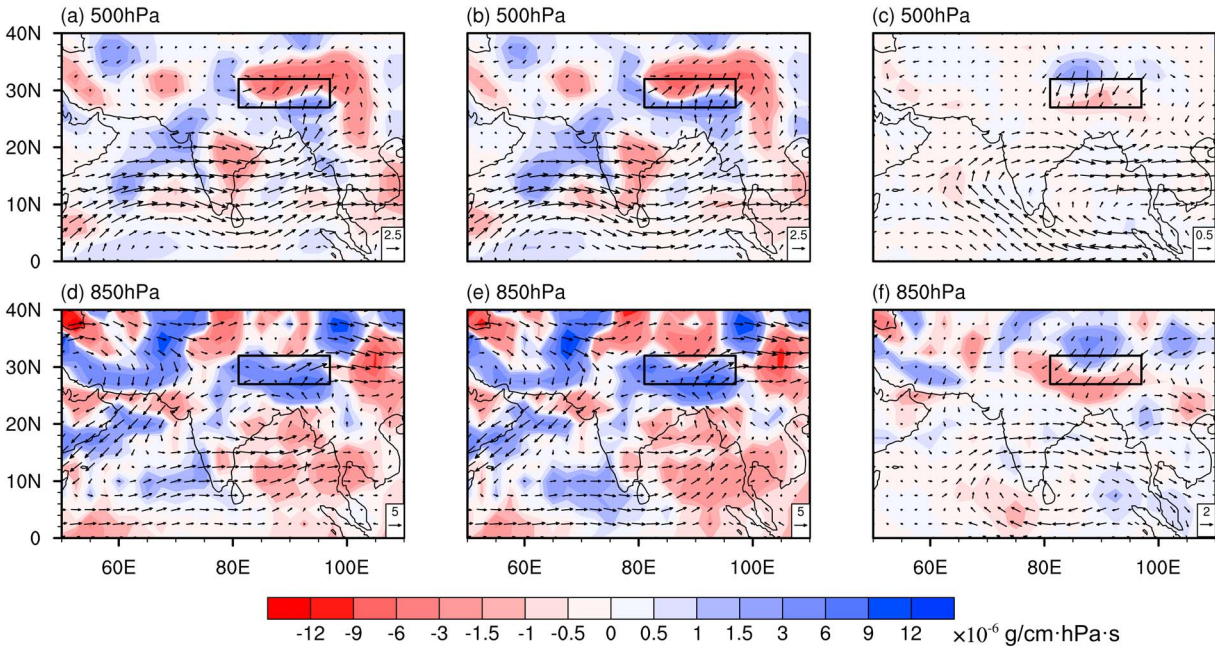 (a) 500hPa
(b) 500hPa
(c) 500hPa
40N
30N
20N
10N
0
2.5
2.5
0.5
(d) 850hPa
(e) 850hPa
(f) 850hPa
40N
30N
20N
10N
0
5
5
2
60E 80E 100E
60E 80E 100E
60E 80E 100E
-12 -9 -6 -3 -1.5 -1 -0.5 0 0.5 1 1.5 3 6 9 12 ×10⁻⁶ g/cm·hPa·s